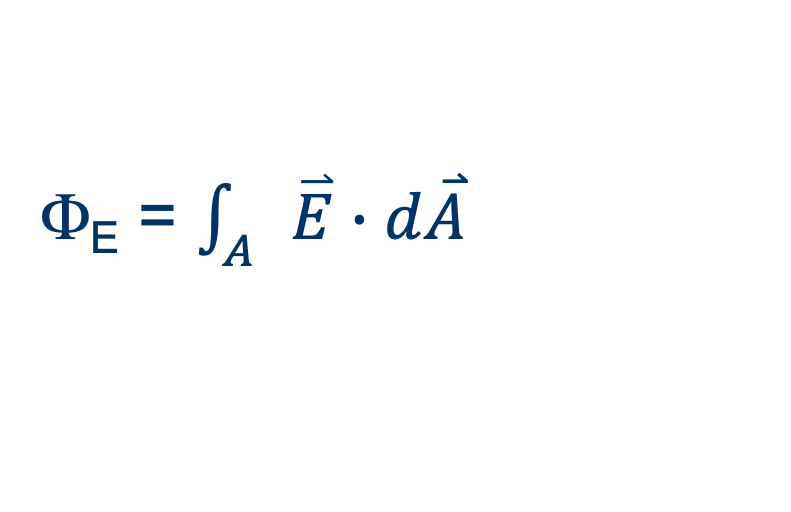 Φ_E = ∫_A E⃗ · dA⃗